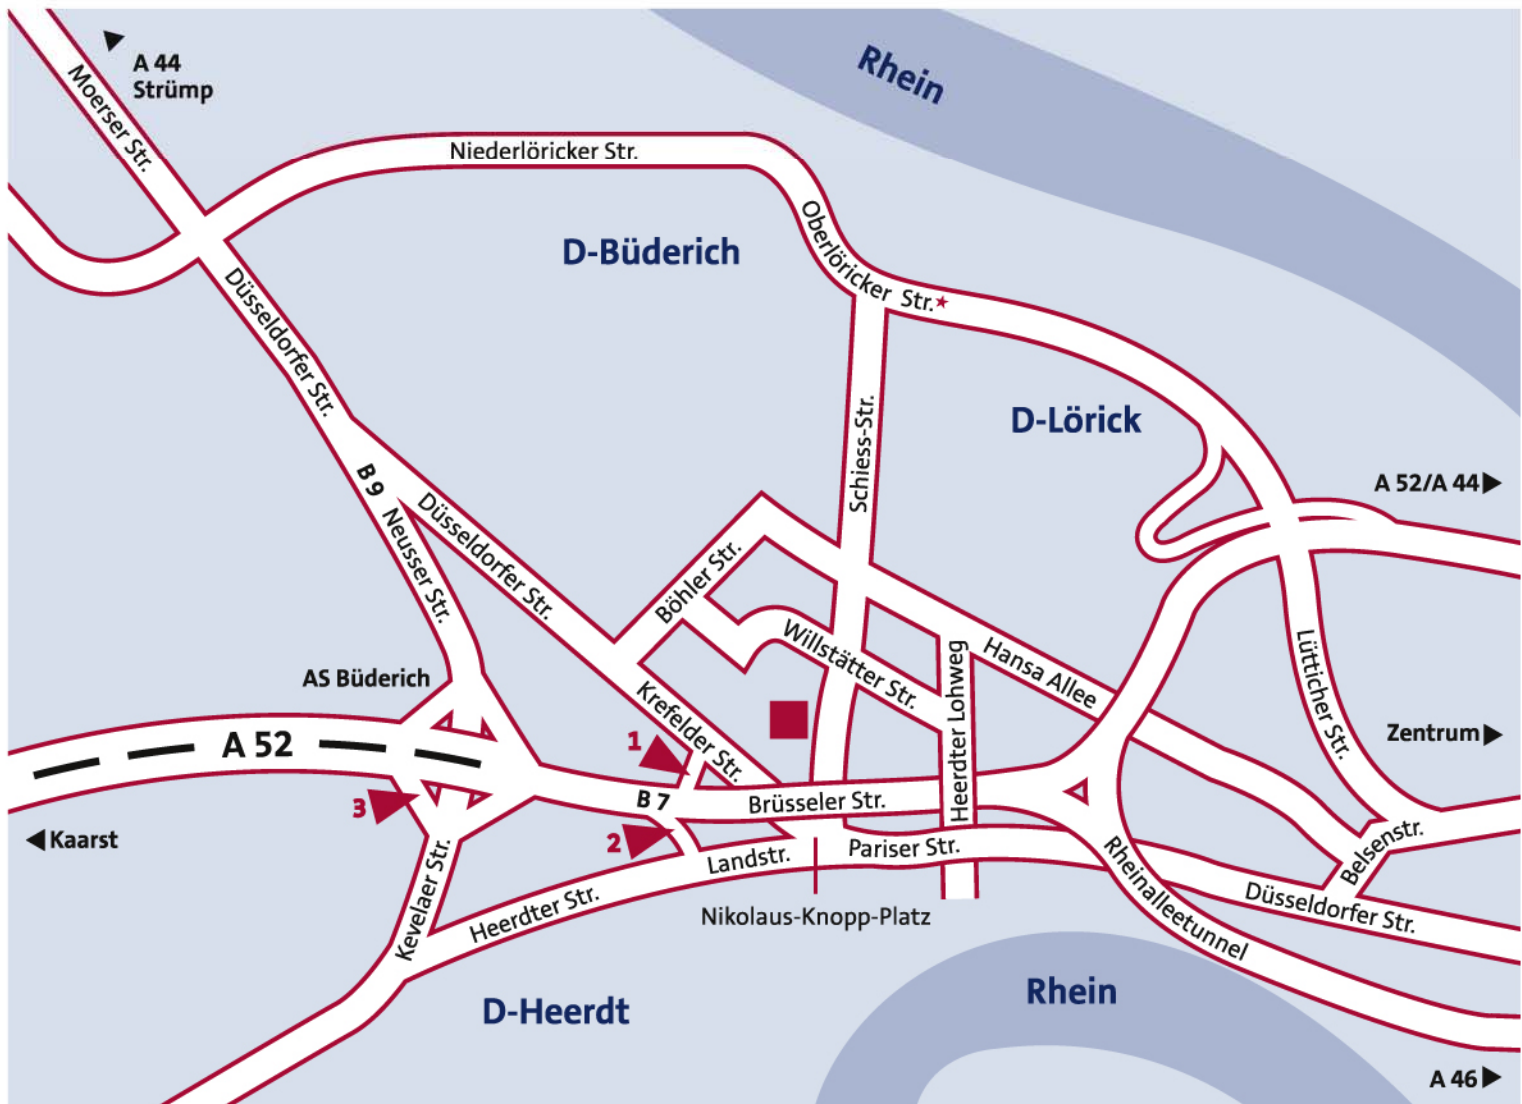 Rhein
A 44
Strümp
Moerser Str.
Niederlöricker Str.
Oberlöricker Str.★
D-Büderich
Düsseldorfer Str.
D-Lörick
Schiess-Str.
B 9
Neusser Str.
Düsseldorfer Str.
A 52/A 44
Böhler Str.
Willstätter Str.
Hansa Allee
Heerdter Lohweg
Lütticher Str.
AS Büderich
Krefelder Str.
Zentrum
A 52
1
B 7
Brüsseler Str.
3
2
Kaarst
Kevelaer Str.
Landstr.
Pariser Str.
Belsenstr.
Rheinalleetunnel
Düsseldorfer Str.
Heerdter Str.
Nikolaus-Knopp-Platz
D-Heerdt
Rhein
A 46